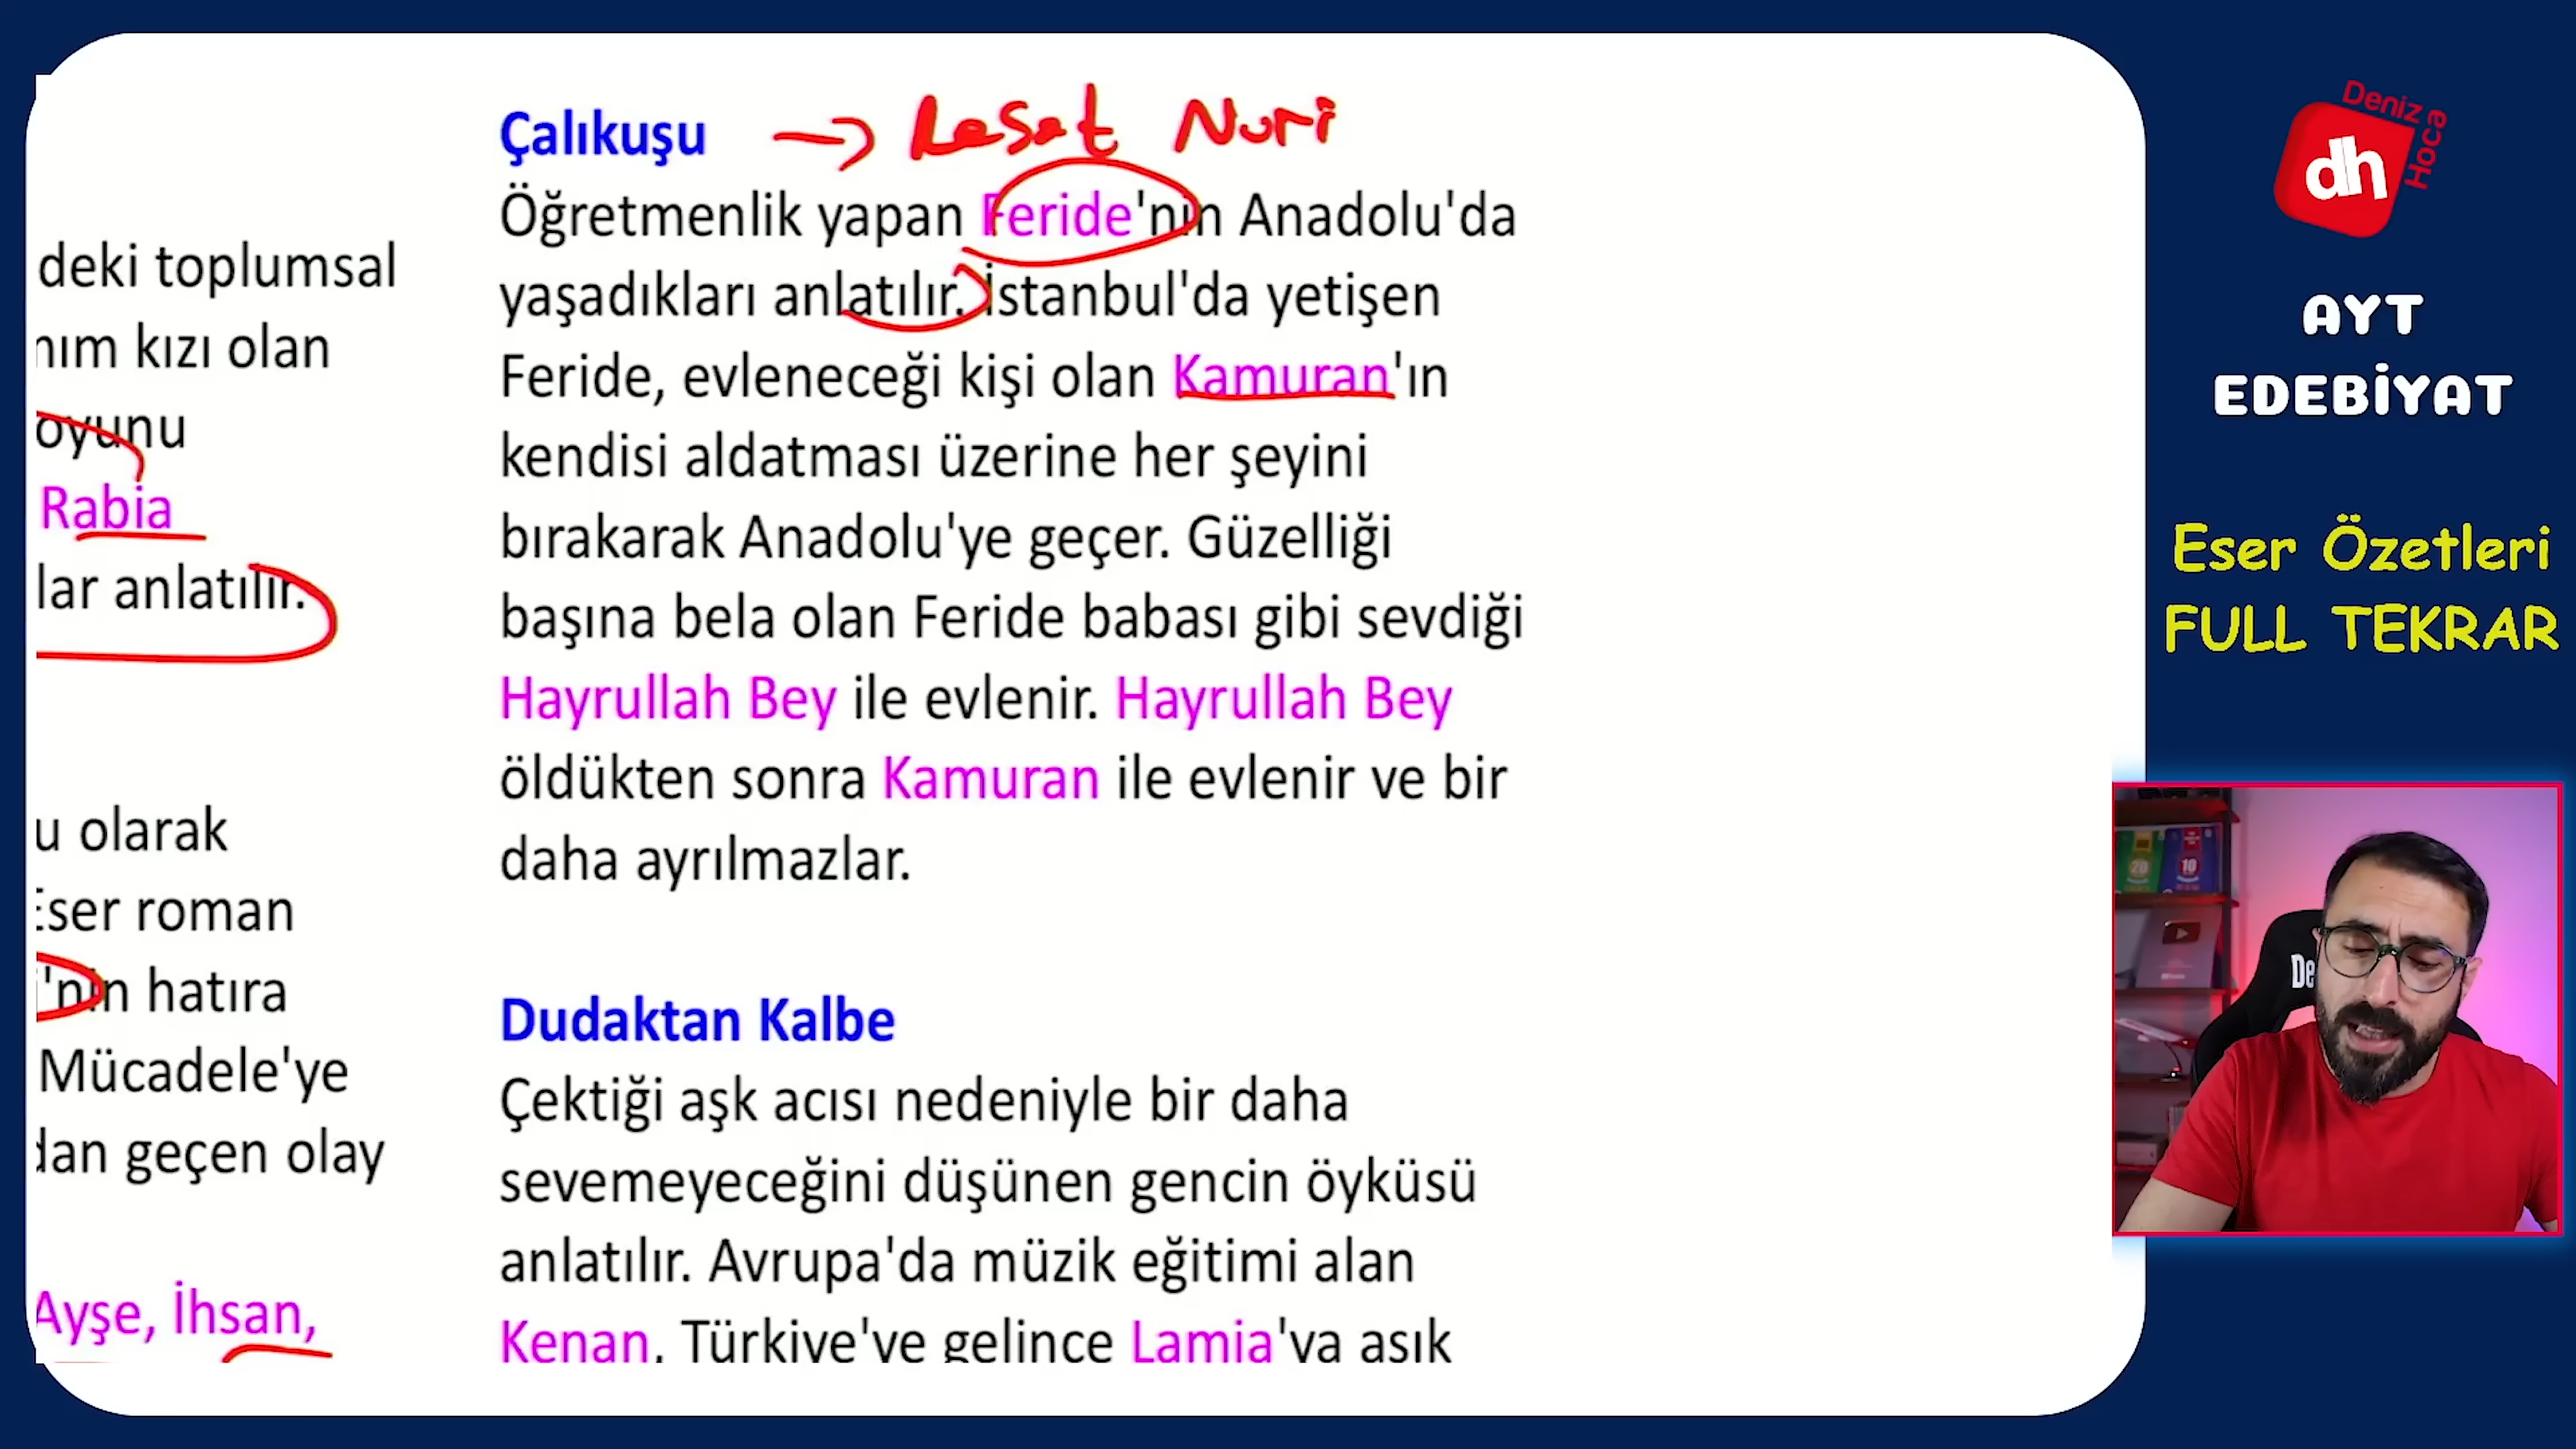 deki toplumsal
kızı olan
oyunu
Rabia
lar anlatılır.
u olarak
Eser roman
'nin hatıra
Mücadele'ye
dan geçen olay
Ayşe, İhsan,
Çalıkuşu → Reşat Nuri
Öğretmenlik yapan Feride'nin Anadolu'da
yaşadıkları anlatılır. İstanbul'da yetişen
Feride, evleneceği kişi olan Kamuran'ın
kendisi aldatması üzerine her şeyini
bırakarak Anadolu'ye geçer. Güzelliği
başına bela olan Feride babası gibi sevdiği
Hayrullah Bey ile evlenir. Hayrullah Bey
öldükten sonra Kamuran ile evlenir ve bir
daha ayrılmazlar.
Dudaktan Kalbe
Çektiği aşk acısı nedeniyle bir daha
sevemeyeceğini düşünen gencin öyküsü
anlatılır. Avrupa'da müzik eğitimi alan
Kenan, Türkiye'ye gelince Lamia'ya aşık
Deniz
Hoca
dh
AYT
EDEBİYAT
Eser Özetleri
FULL TEKRAR
De